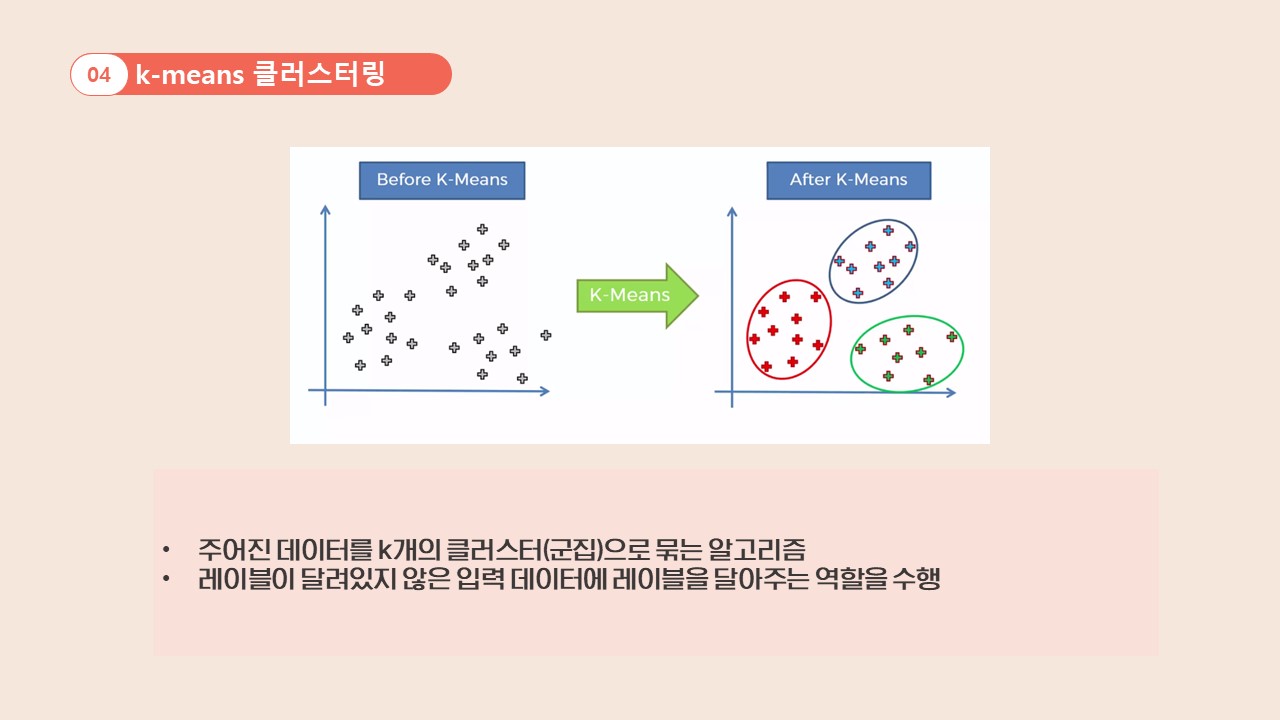 04 k-means 클러스터링
Before K-Means
After K-Means
K-Means
• 주어진 데이터를 k개의 클러스터(군집)으로 묶는 알고리즘
• 레이블이 달려있지 않은 입력 데이터에 레이블을 달아주는 역할을 수행